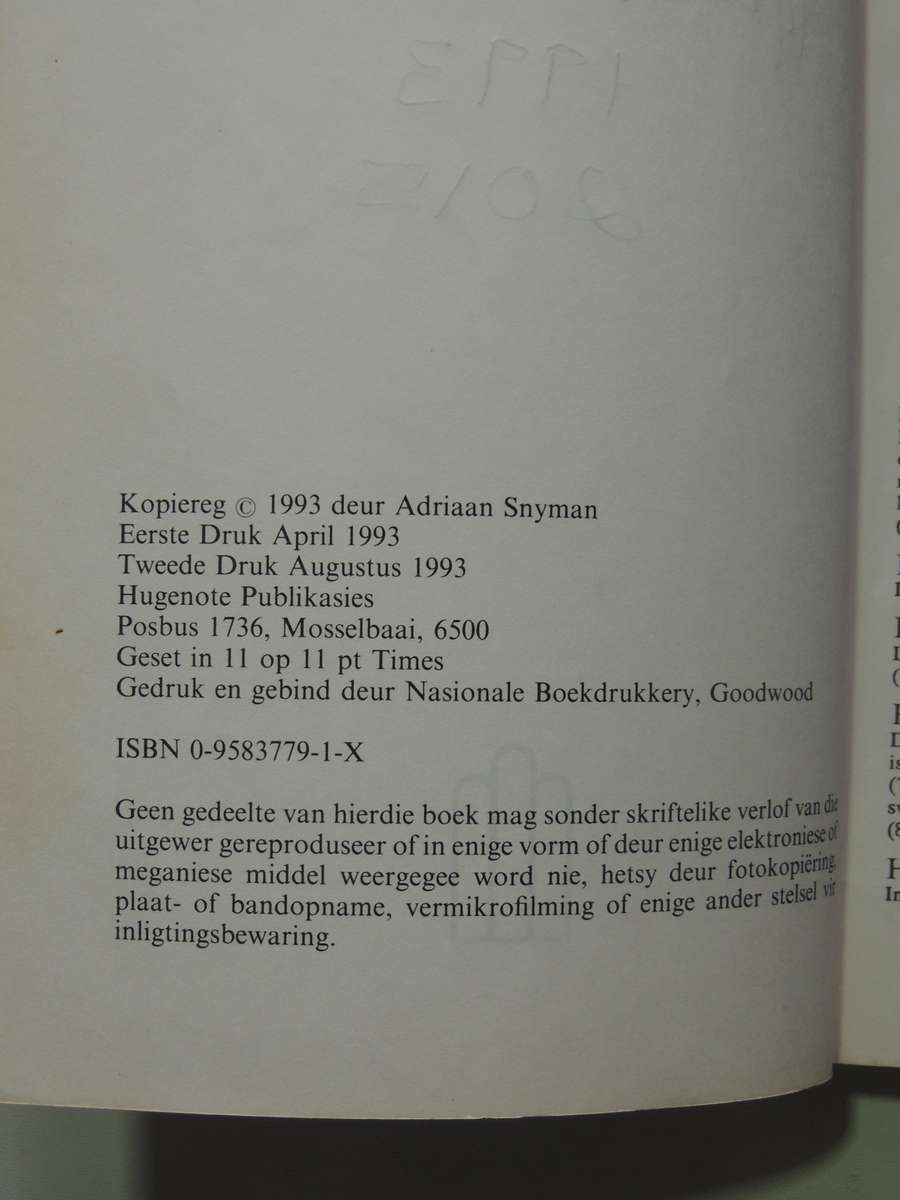 Kopiereg © 1993 deur Adriaan Snyman
Eerste Druk April 1993
Tweede Druk Augustus 1993
Hugenote Publikasies
Posbus 1736, Mosselbaai, 6500
Geset in 11 op 11 pt Times
Gedruk en gebind deur Nasionale Boekdrukkery, Goodwood
ISBN 0-9583779-1-X
Geen gedeelte van hierdie boek mag sonder skriftelike verlof van die
uitgewer gereproduseer of in enige vorm of deur enige elektroniese of
meganiese middel weergegee word nie, hetsy deur fotokopiëring,
plaat- of bandopname, vermikrofilming of enige ander stelsel vir
inligtingsbewaring.